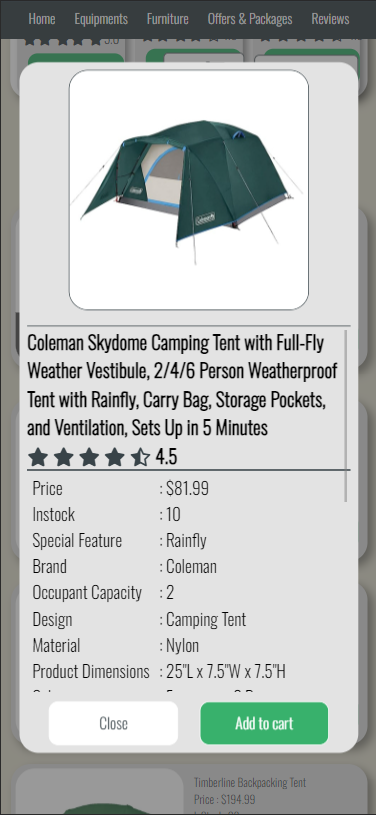 Home Equipments Furniture Offers & Packages Reviews
Coleman
Coleman Skydome Camping Tent with Full-Fly
Weather Vestibule, 2/4/6 Person Weatherproof
Tent with Rainfly, Carry Bag, Storage Pockets,
and Ventilation, Sets Up in 5 Minutes
4.5
Price : $81.99
Instock : 10
Special Feature : Rainfly
Brand : Coleman
Occupant Capacity : 2
Design : Camping Tent
Material : Nylon
Product Dimensions : 25"L x 7.5"W x 7.5"H
Close Add to cart
Timberline Backpacking Tent
Price : $194.99